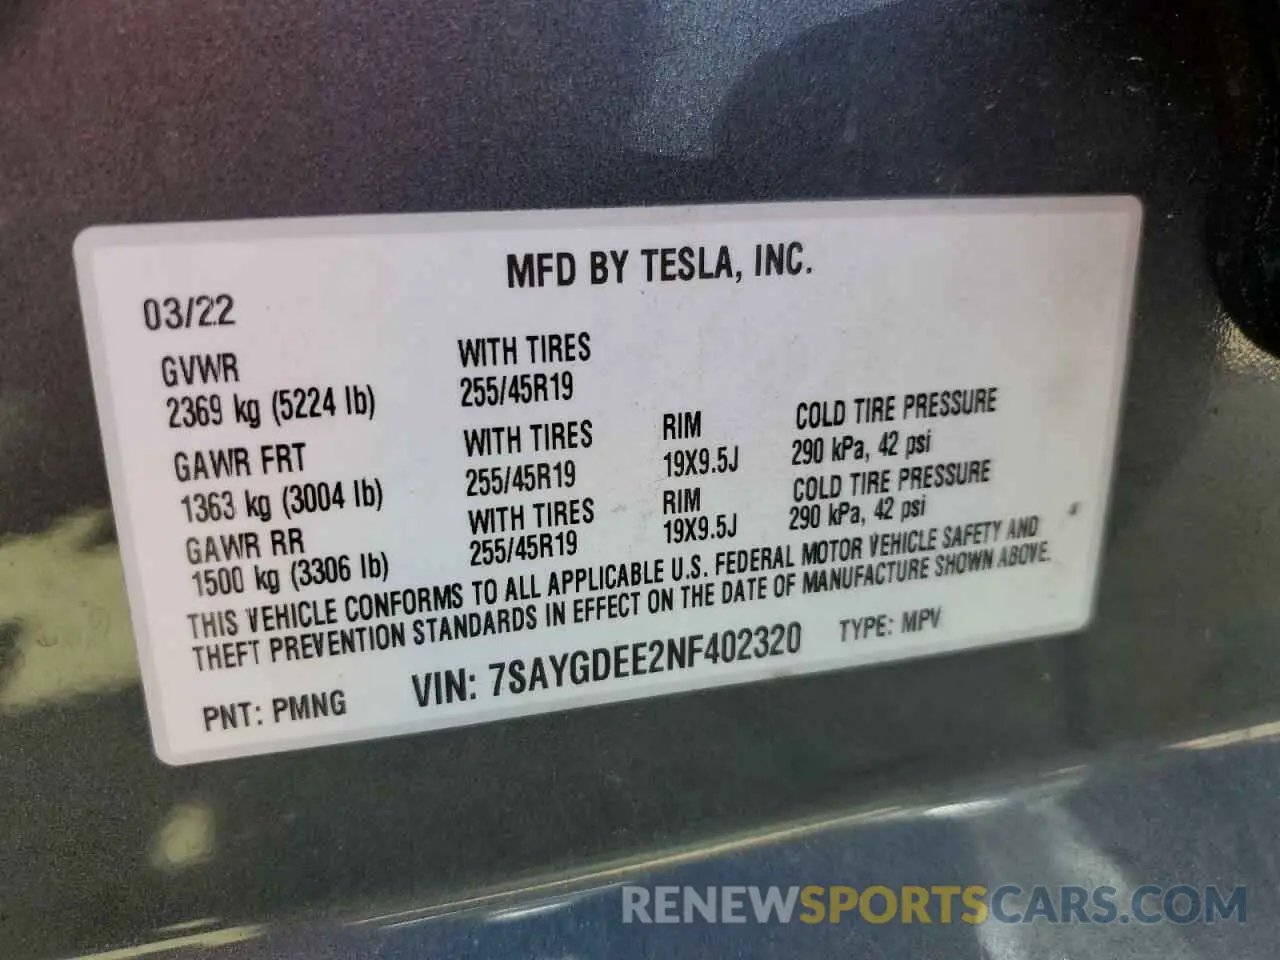 MFD BY TESLA, INC.
03/22
GVWR WITH TIRES
2369 kg (5224 lb) 255/45R19
GAWR FRT WITH TIRES RIM COLD TIRE PRESSURE
1363 kg (3004 lb) 255/45R19 19X9.5J 290 kPa, 42 psi
GAWR RR WITH TIRES RIM COLD TIRE PRESSURE
1500 kg (3306 lb) 255/45R19 19X9.5J 290 kPa, 42 psi
THIS VEHICLE CONFORMS TO ALL APPLICABLE U.S. FEDERAL MOTOR VEHICLE SAFETY AND
THEFT PREVENTION STANDARDS IN EFFECT ON THE DATE OF MANUFACTURE SHOWN ABOVE.
PNT: PMNG VIN: 7SAYGDEE2NF402320 TYPE: MPV
RENEWSPORTSCARS.COM